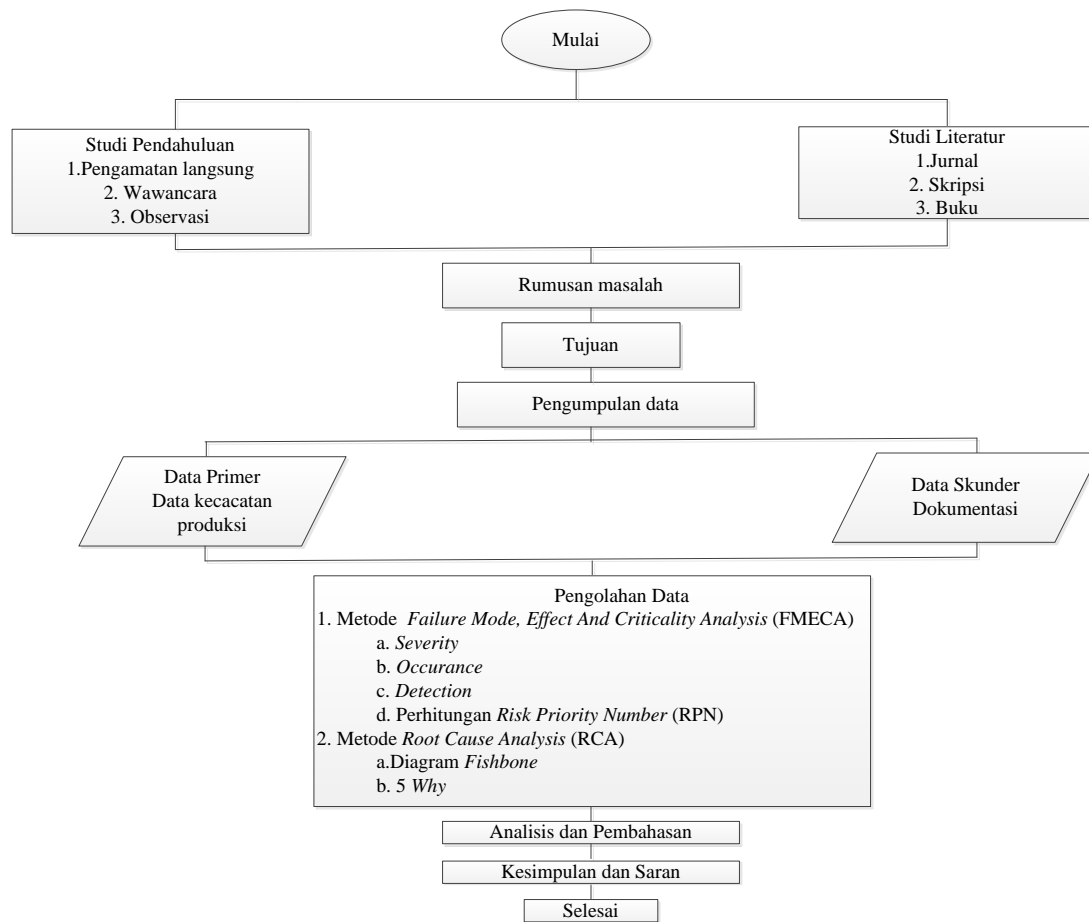 Mulai
Studi Pendahuluan
1.Pengamatan langsung
2. Wawancara
3. Observasi
Studi Literatur
1.Jurnal
2. Skripsi
3. Buku
Rumusan masalah
Tujuan
Pengumpulan data
Data Primer
Data kecacatan
produksi
Data Skunder
Dokumentasi
Pengolahan Data
1. Metode Failure Mode, Effect And Criticality Analysis (FMECA)
a. Severity
b. Occurance
c. Detection
d. Perhitungan Risk Priority Number (RPN)
2. Metode Root Cause Analysis (RCA)
a.Diagram Fishbone
b. 5 Why
Analisis dan Pembahasan
Kesimpulan dan Saran
Selesai